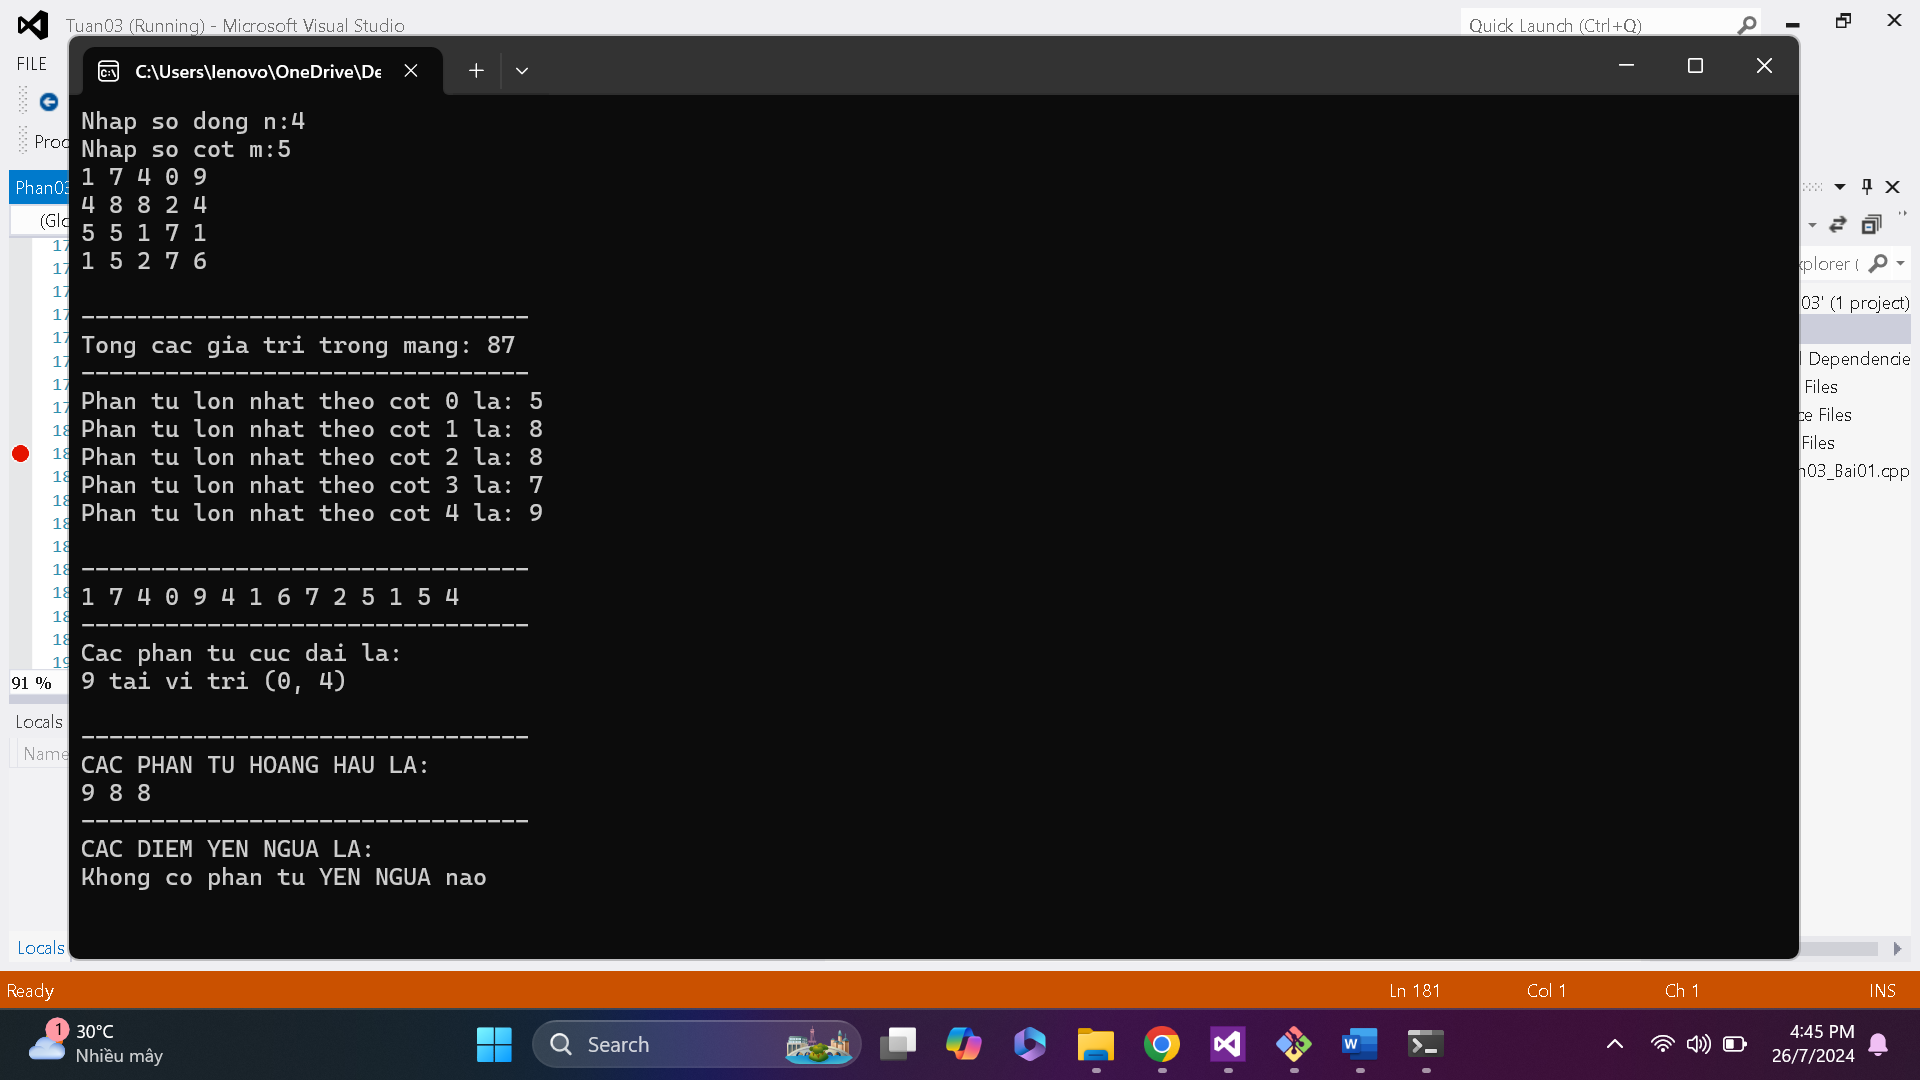 Tuan03 (Running) - Microsoft Visual Studio
Quick Launch (Ctrl+Q)
FILE
C:\Users\lenovo\OneDrive\De
Nhap so dong n:4
Nhap so cot m:5
1 7 4 0 9
4 8 8 2 4
5 5 1 7 1
1 5 2 7 6
--------------------------------
Tong cac gia tri trong mang: 87
--------------------------------
Phan tu lon nhat theo cot 0 la: 5
Phan tu lon nhat theo cot 1 la: 8
Phan tu lon nhat theo cot 2 la: 8
Phan tu lon nhat theo cot 3 la: 7
Phan tu lon nhat theo cot 4 la: 9
--------------------------------
1 7 4 0 9 4 1 6 7 2 5 1 5 4
--------------------------------
Cac phan tu cuc dai la:
9 tai vi tri (0, 4)
--------------------------------
CAC PHAN TU HOANG HAU LA:
9 8 8
--------------------------------
CAC DIEM YEN NGUA LA:
Khong co phan tu YEN NGUA nao
Proc
Phan03
(Glo
91 %
Locals
Name
Locals
xplorer (
03' (1 project)
l Dependencie
Files
ce Files
Files
n03_Bai01.cpp
Ready
Ln 181
Col 1
Ch 1
INS
1
30°C
Nhiều mây
Search
4:45 PM
26/7/2024